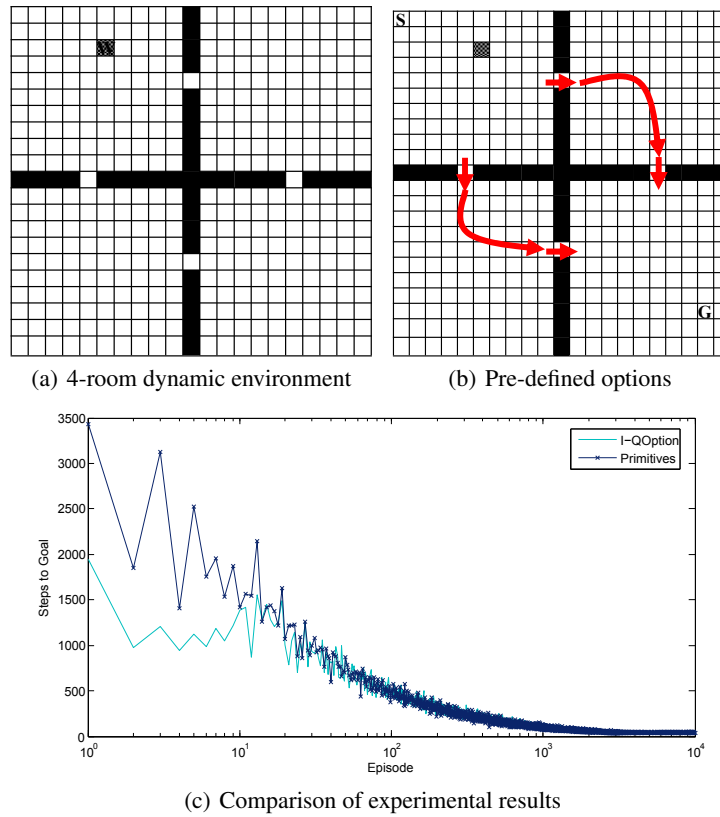 W
(a) 4-room dynamic environment
S
G
(b) Pre-defined options
3500
3000
2500
2000
1500
1000
500
0
Steps to Goal
I-QOption
Primitives
10^0 10^1 10^2 10^3 10^4
Episode
(c) Comparison of experimental results